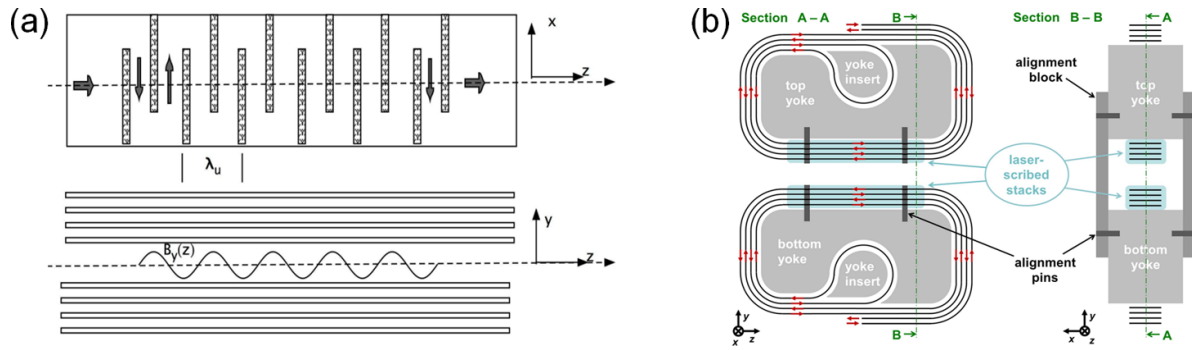 (a)
x
z
λu
y
By(z)
z
(b)
Section A – A
B
Section B – B
A
yoke
insert
top
yoke
alignment
block
top
yoke
laser-
scribed
stacks
bottom
yoke
yoke
insert
alignment
pins
bottom
yoke
y
x
z
B
y
x
z
A